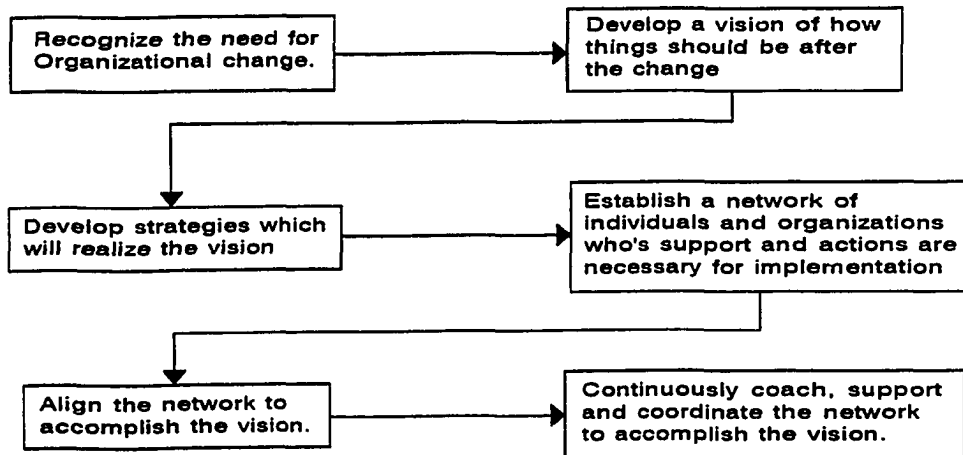 Recognize the need for
Organizational change.
Develop a vision of how
things should be after
the change
Develop strategies which
will realize the vision
Establish a network of
individuals and organizations
who's support and actions are
necessary for implementation
Align the network to
accomplish the vision.
Continuously coach, support
and coordinate the network
to accomplish the vision.